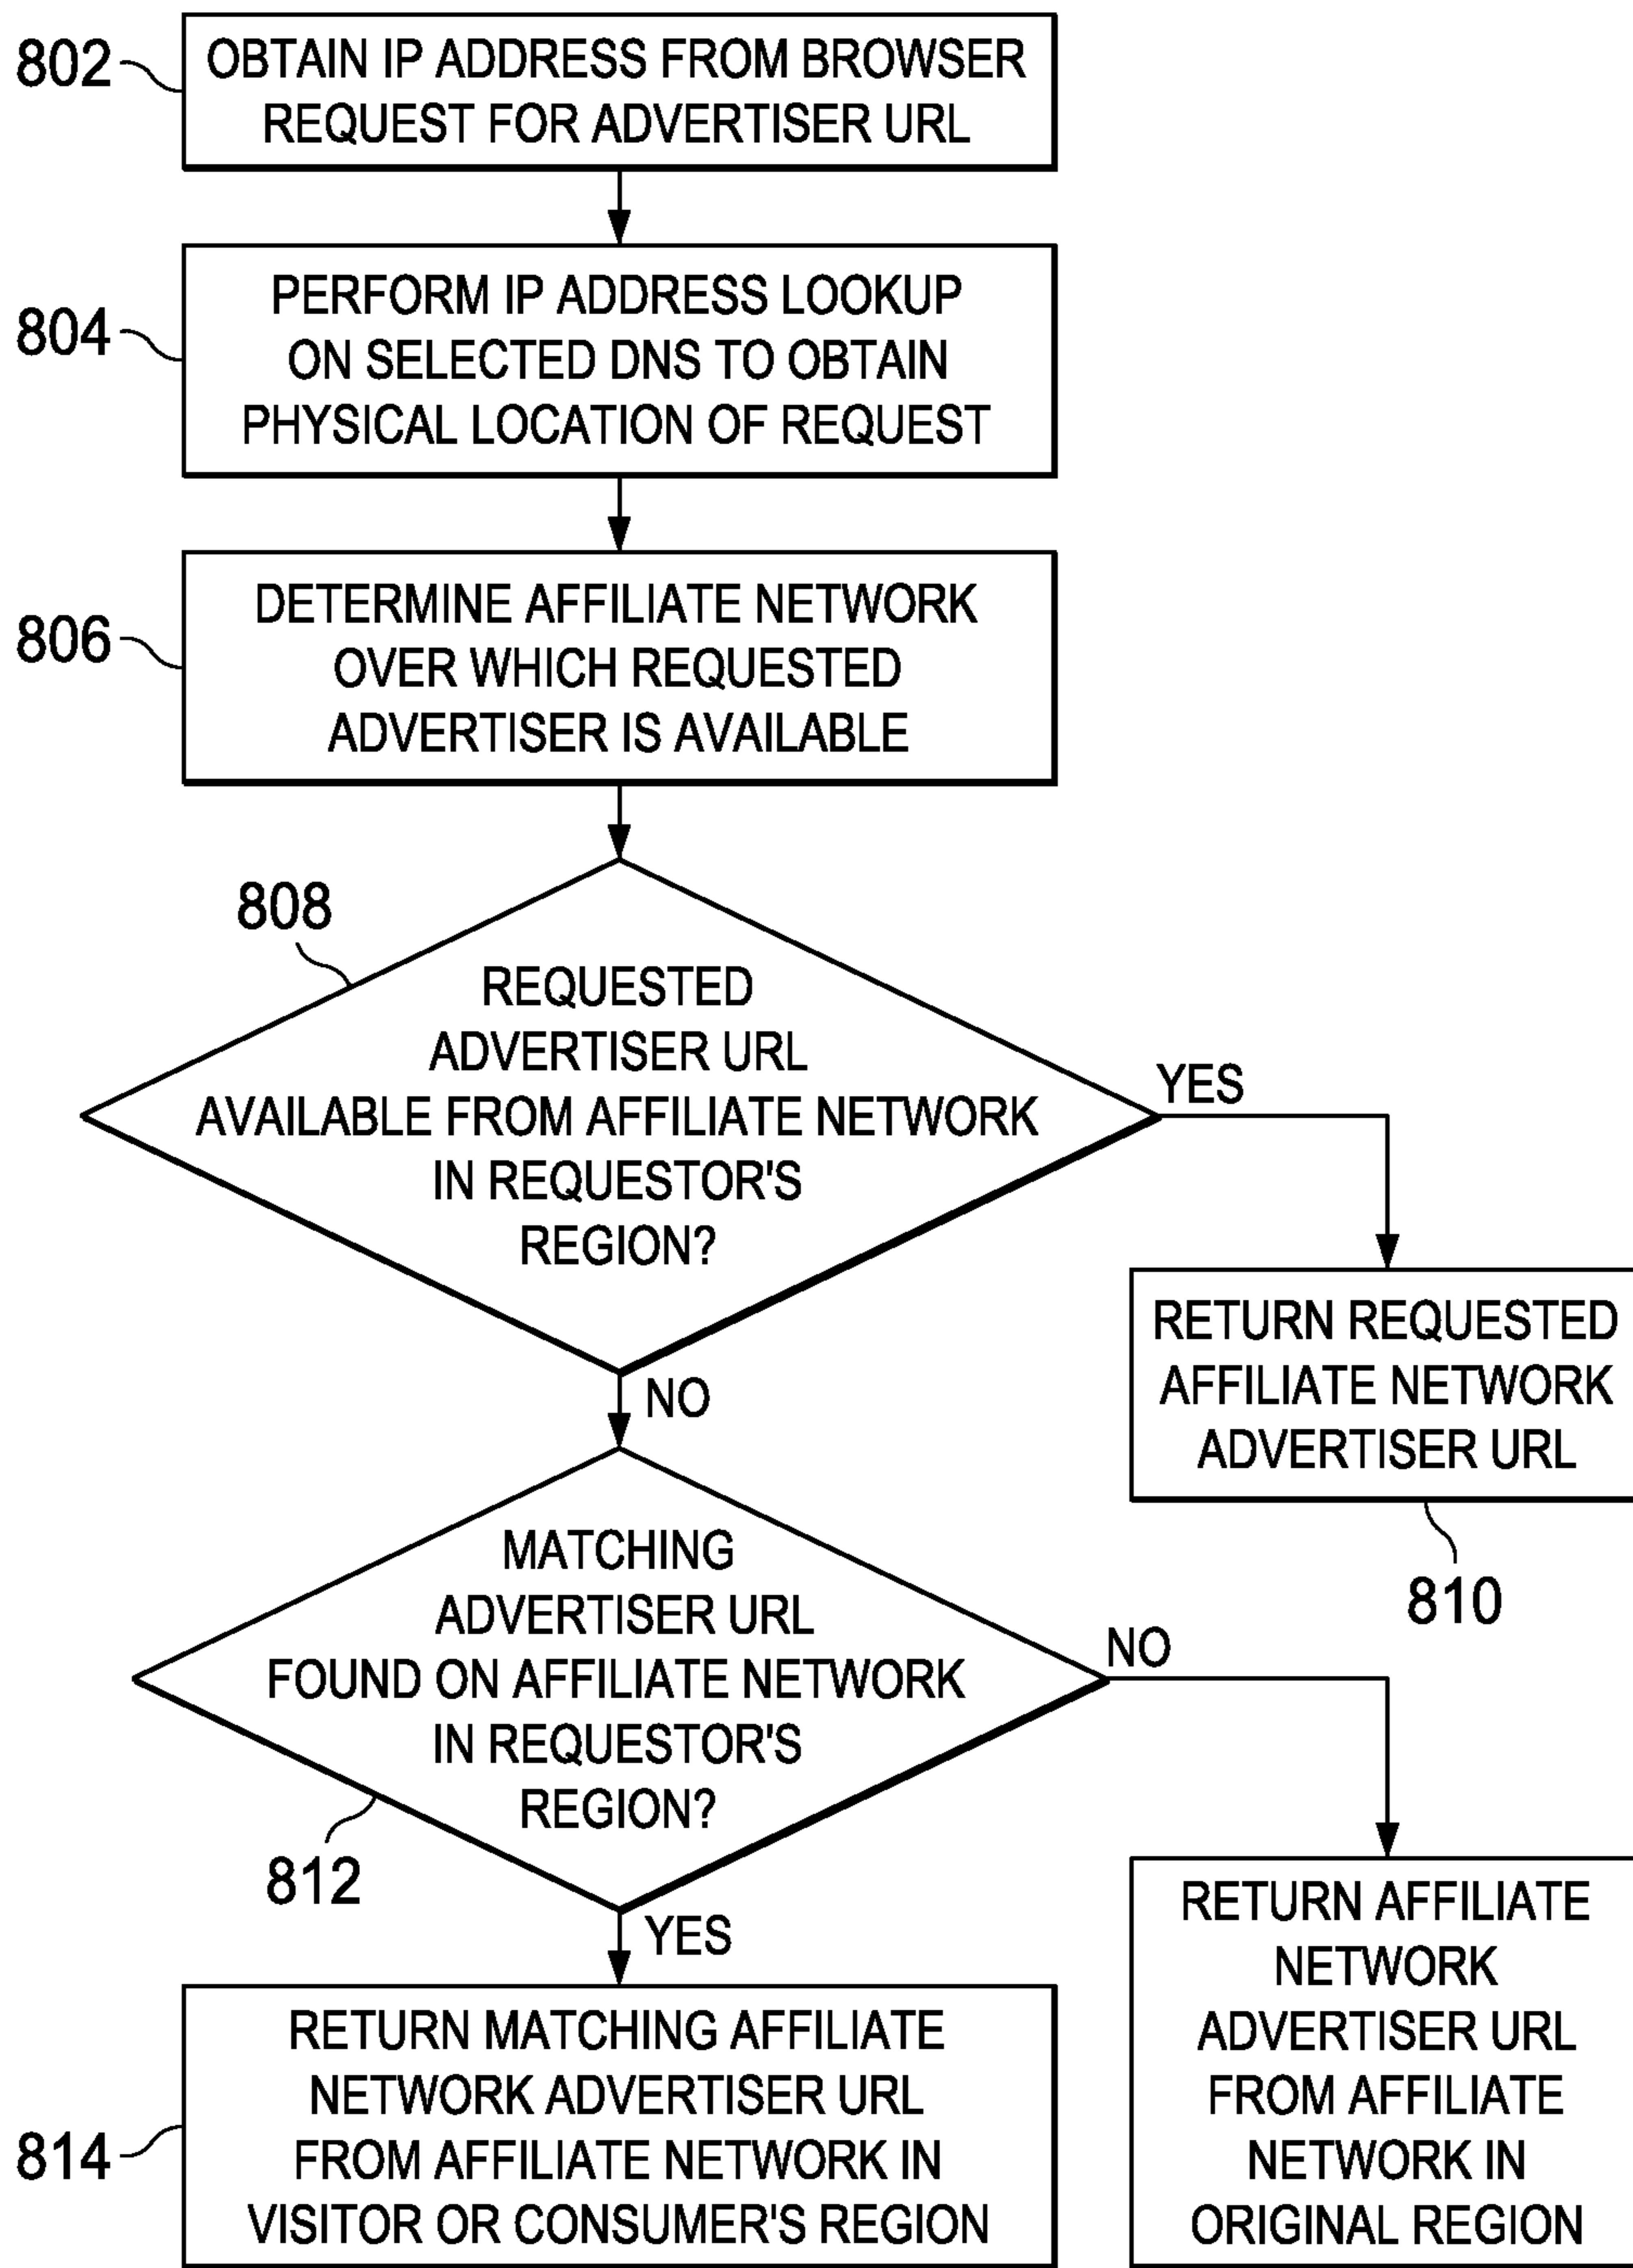 802
OBTAIN IP ADDRESS FROM BROWSER
REQUEST FOR ADVERTISER URL
804
PERFORM IP ADDRESS LOOKUP
ON SELECTED DNS TO OBTAIN
PHYSICAL LOCATION OF REQUEST
806
DETERMINE AFFILIATE NETWORK
OVER WHICH REQUESTED
ADVERTISER IS AVAILABLE
808
REQUESTED
ADVERTISER URL
AVAILABLE FROM AFFILIATE NETWORK
IN REQUESTOR'S
REGION?
YES
RETURN REQUESTED
AFFILIATE NETWORK
ADVERTISER URL
810
NO
MATCHING
ADVERTISER URL
FOUND ON AFFILIATE NETWORK
IN REQUESTOR'S
REGION?
812
NO
RETURN AFFILIATE
NETWORK
ADVERTISER URL
FROM AFFILIATE
NETWORK IN
ORIGINAL REGION
YES
814
RETURN MATCHING AFFILIATE
NETWORK ADVERTISER URL
FROM AFFILIATE NETWORK IN
VISITOR OR CONSUMER'S REGION